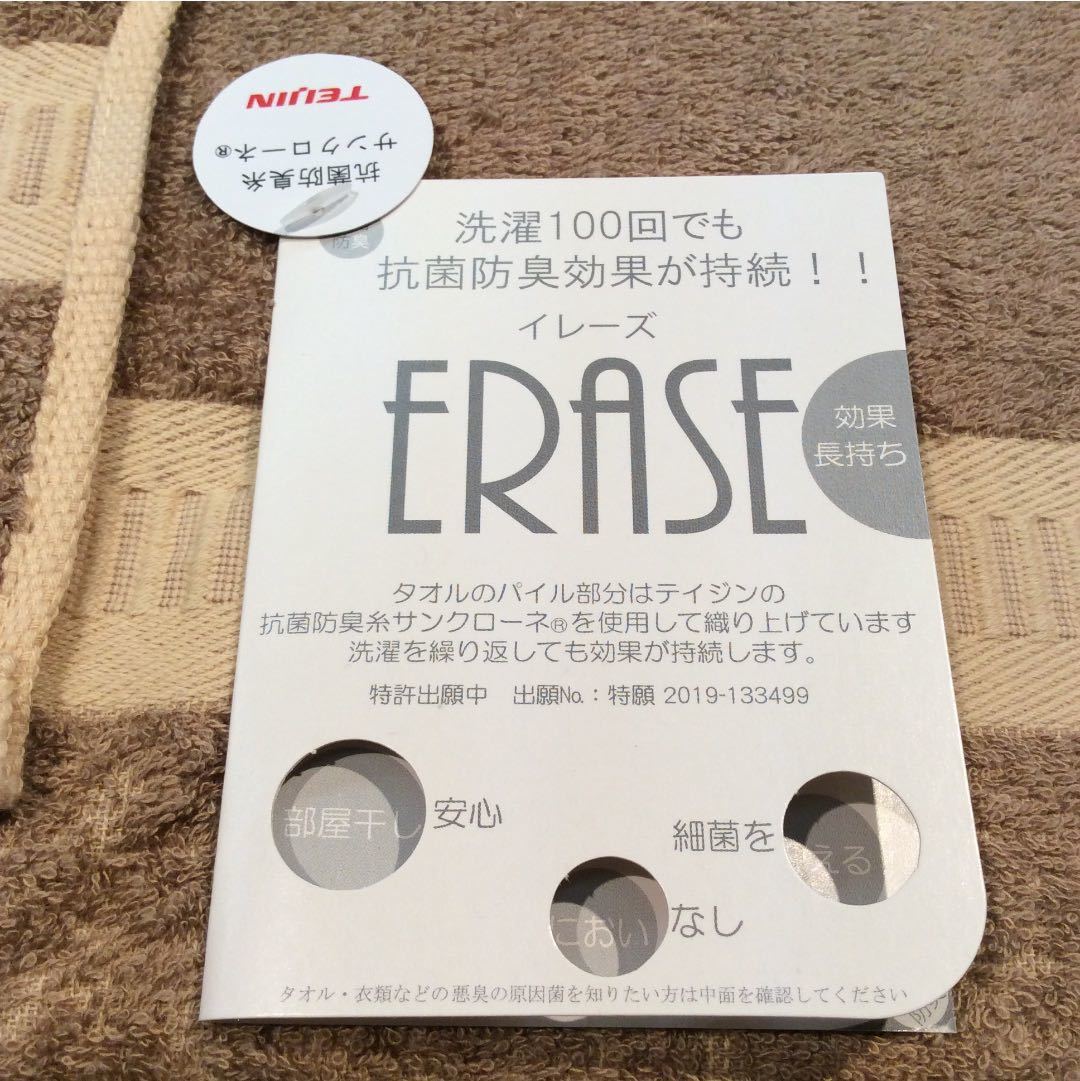 TEIJIN
サンクローネ®
抗菌防臭糸
防臭
洗濯100回でも
抗菌防臭効果が持続！！
イレーズ
ERASE
効果
長持ち
タオルのパイル部分はテイジンの
抗菌防臭糸サンクローネ®を使用して織り上げています
洗濯を繰り返しても効果が持続します。
特許出願中　出願No.：特願 2019-133499
部屋干し安心
細菌を
える
においなし
タオル・衣類などの悪臭の原因菌を知りたい方は中面を確認してください